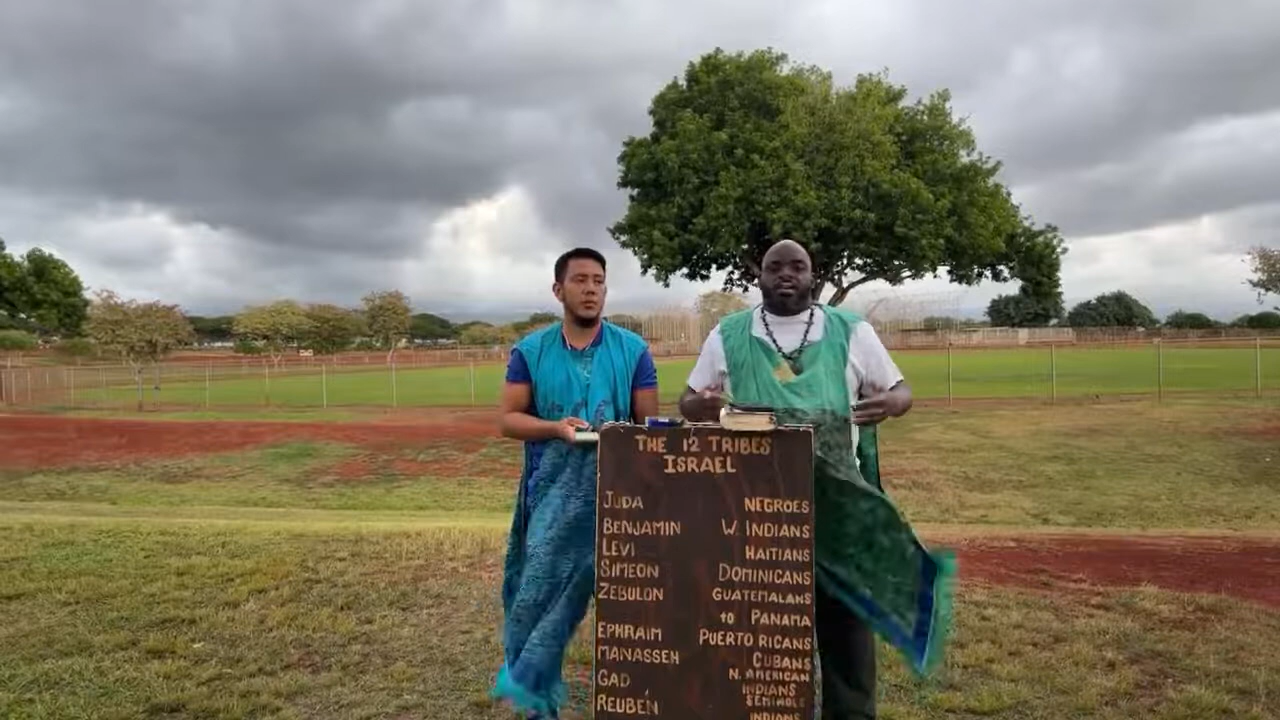 THE 12 TRIBES
ISRAEL
JUDA NEGROES
BENJAMIN W. INDIANS
LEVI HAITIANS
SIMEON DOMINICANS
ZEBULON GUATEMALANS
to PANAMA
EPHRAIM PUERTO RICANS
MANASSEH CUBANS
GAD N. AMERICAN
INDIANS
REUBEN SEMINOLE
INDIANS